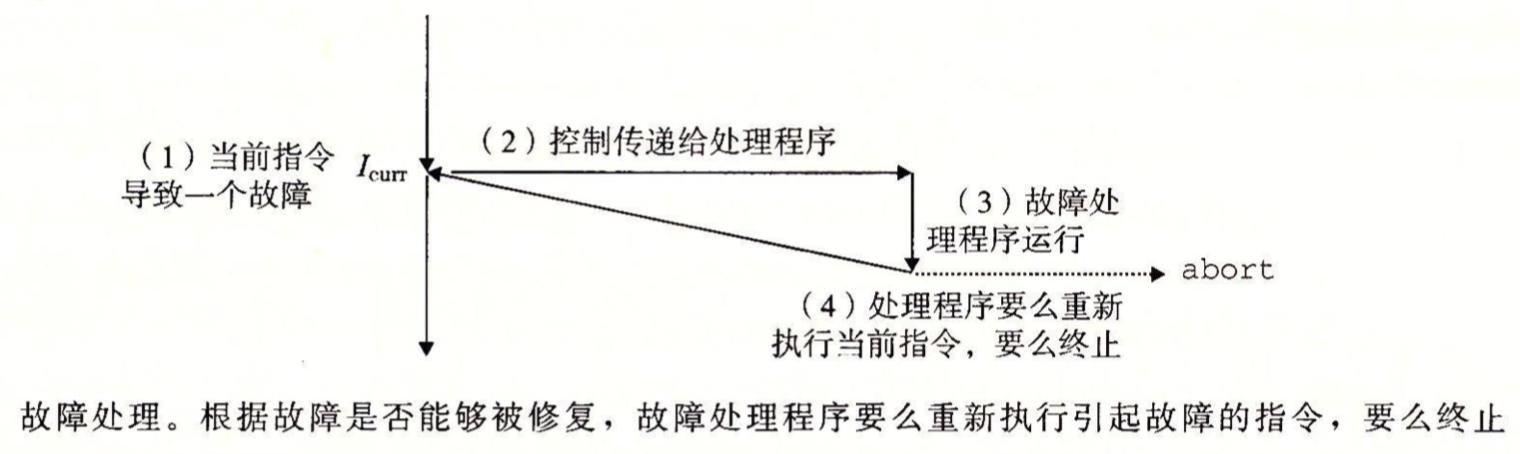 (2)控制传递给处理程序
(1)当前指令 Icurr
导致一个故障
(3)故障处
理程序运行
abort
(4)处理程序要么重新
执行当前指令,要么终止
故障处理。根据故障是否能够被修复,故障处理程序要么重新执行引起故障的指令,要么终止